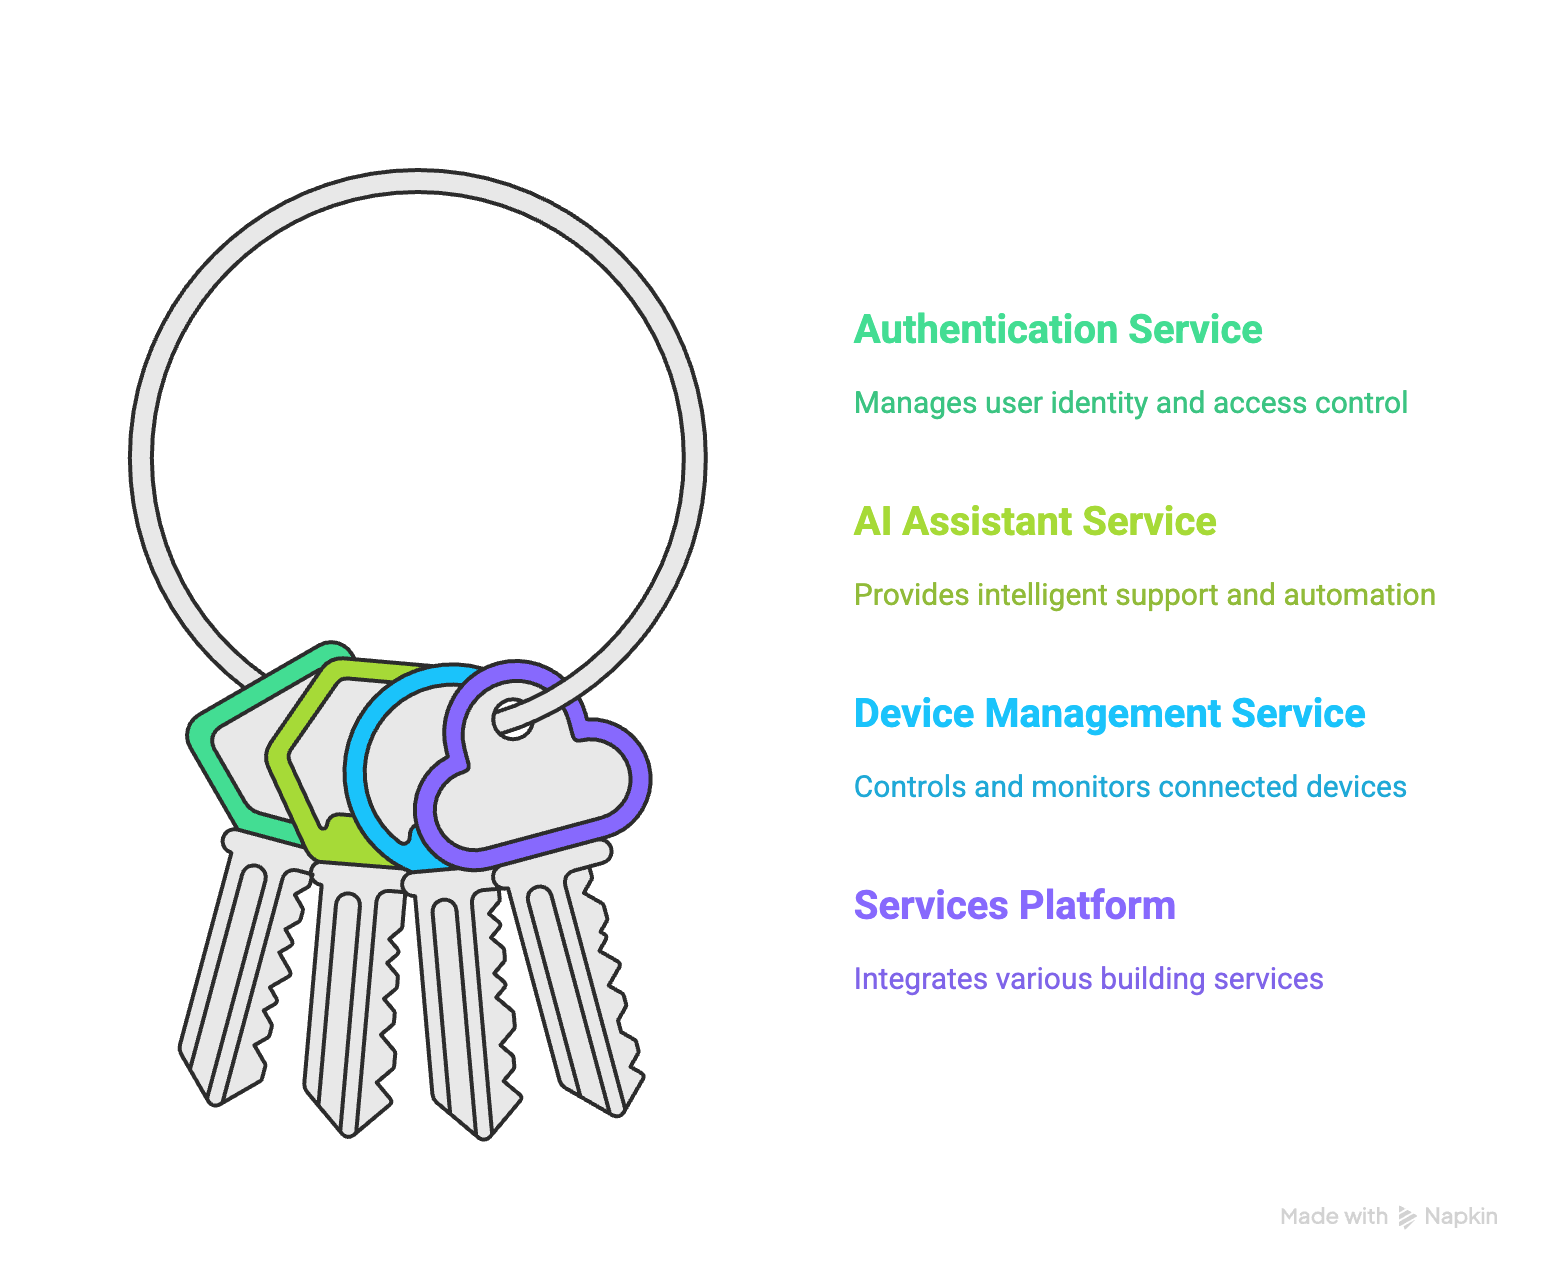 Authentication Service
Manages user identity and access control
AI Assistant Service
Provides intelligent support and automation
Device Management Service
Controls and monitors connected devices
Services Platform
Integrates various building services
Made with Napkin